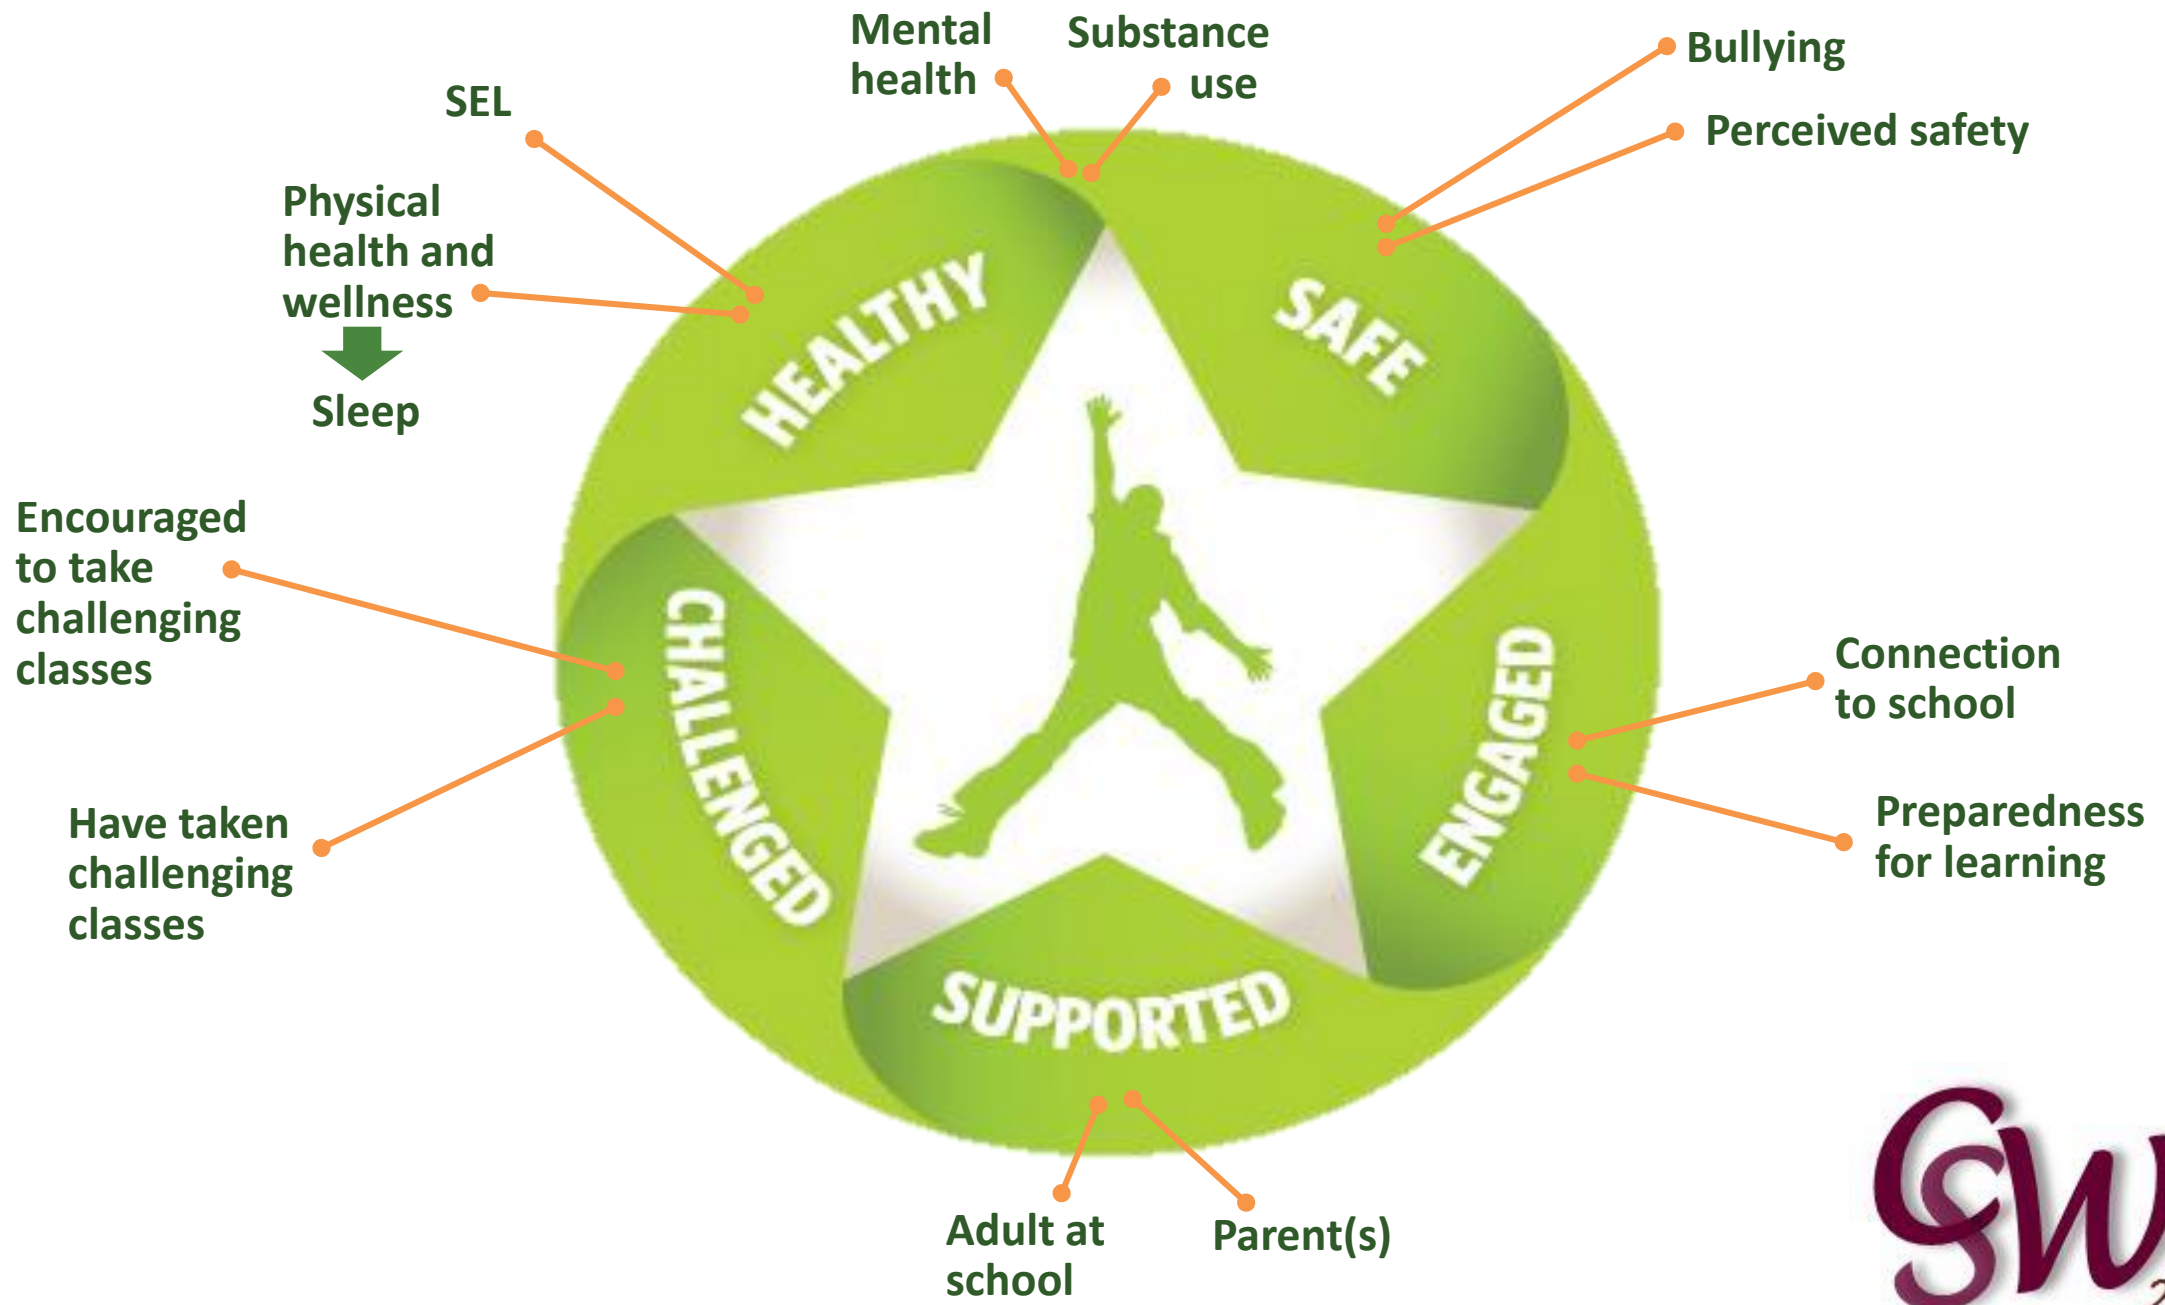 Mental
health
Substance
use
Bullying
Perceived safety
SEL
Physical
health and
wellness
Sleep
HEALTHY
SAFE
Encouraged
to take
challenging
classes
CHALLENGED
ENGAGED
Connection
to school
Have taken
challenging
classes
Preparedness
for learning
SUPPORTED
Adult at
school
Parent(s)
CSW